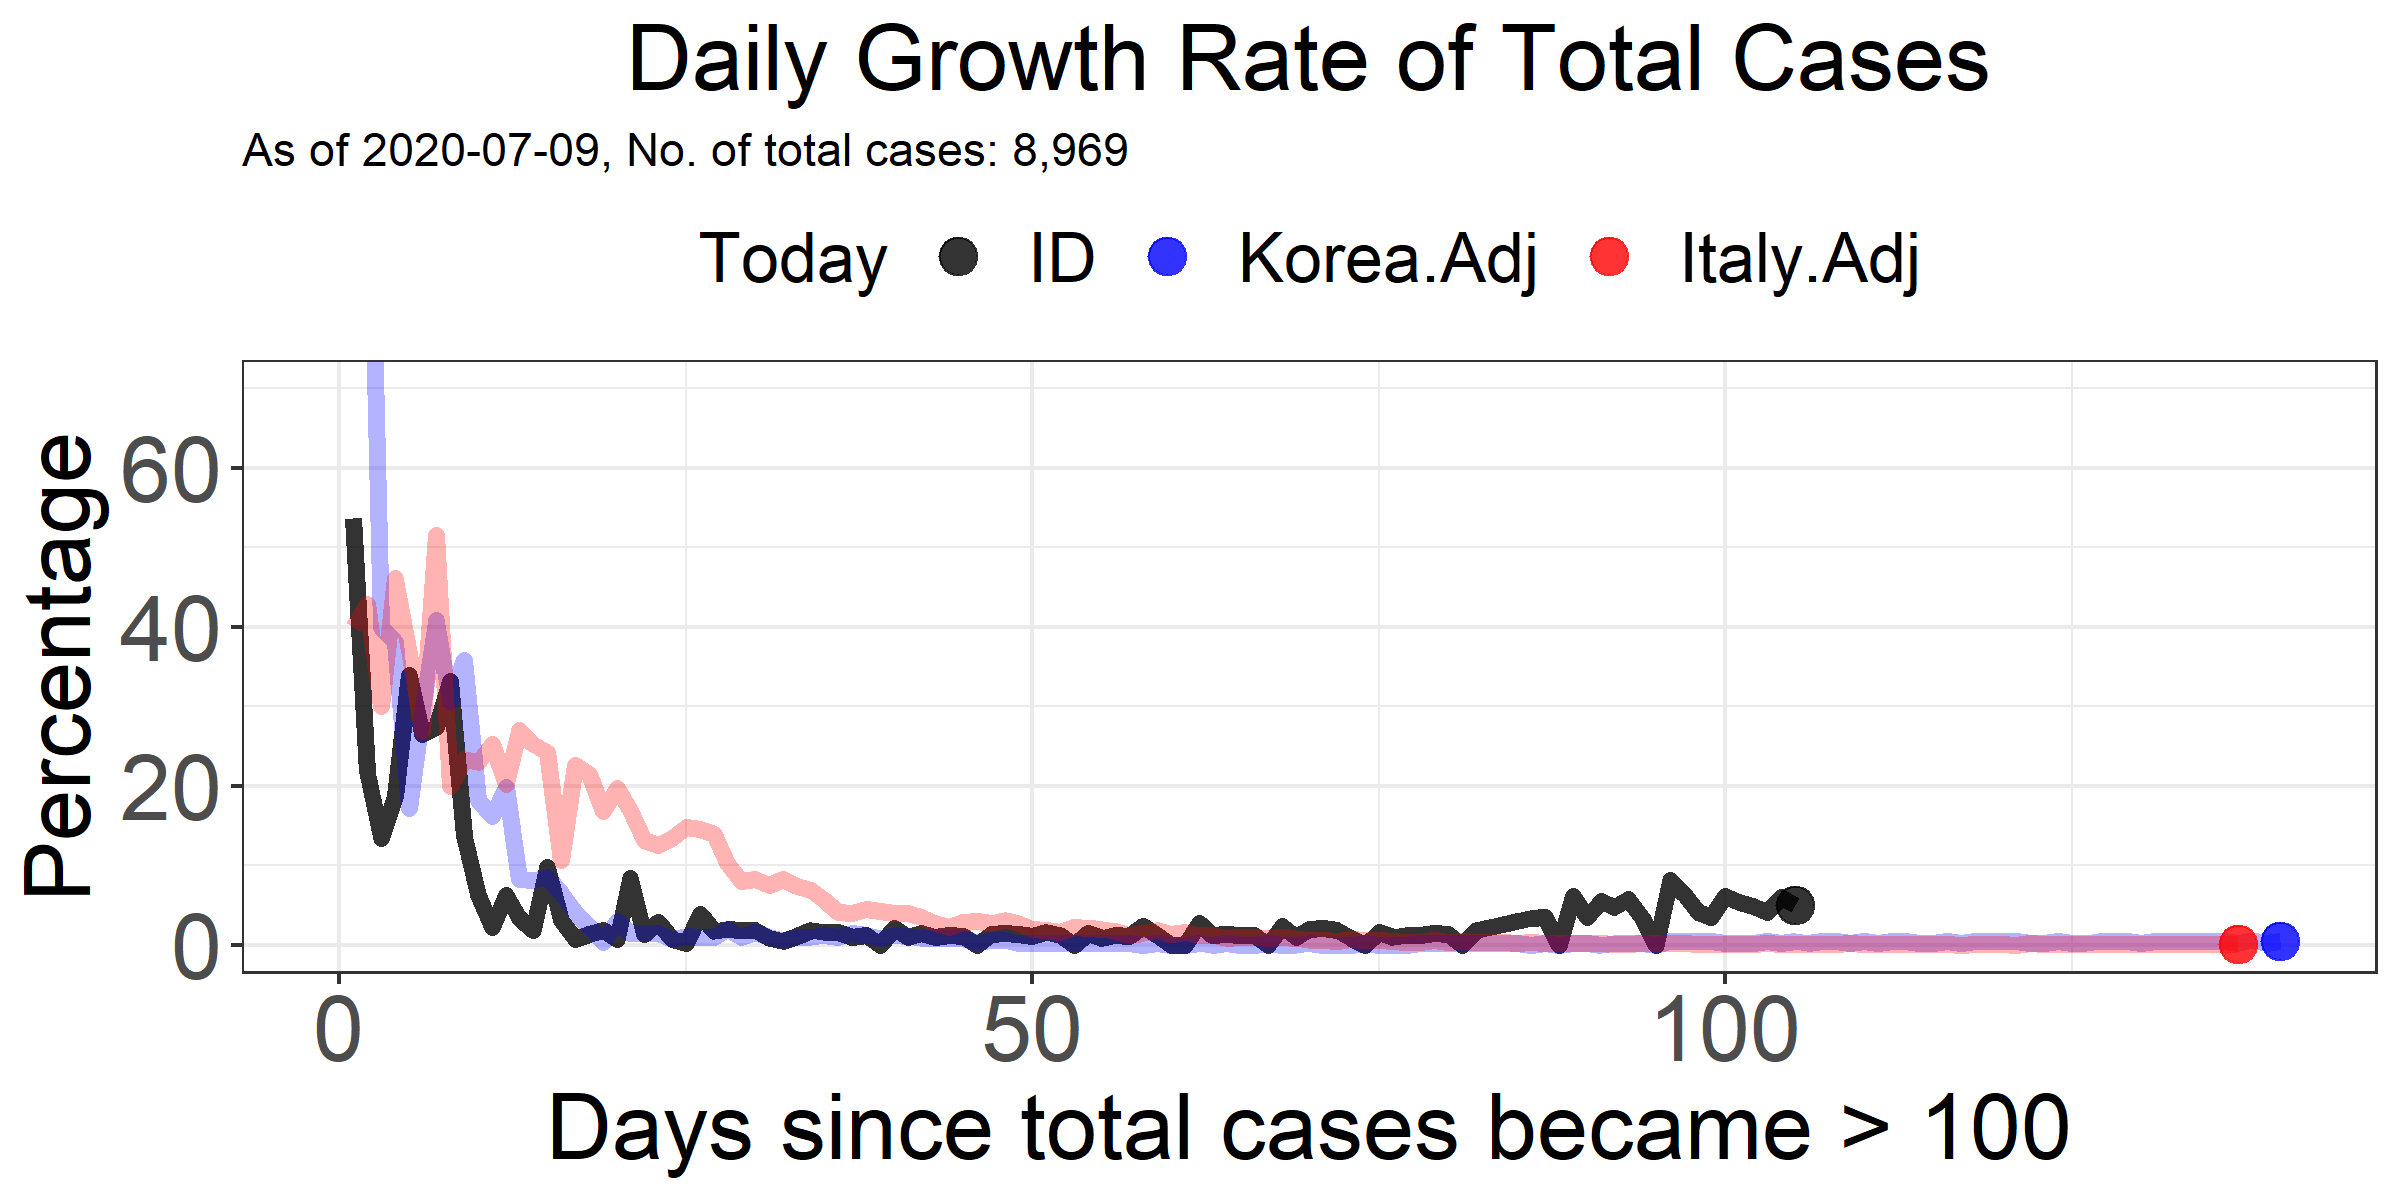 Daily Growth Rate of Total Cases
As of 2020-07-09, No. of total cases: 8,969
Today ID Korea.Adj Italy.Adj
Percentage
60
40
20
0
0 50 100
Days since total cases became > 100